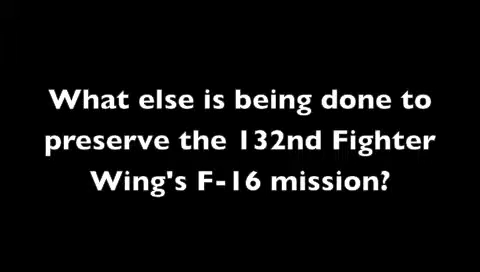 What else is being done to
preserve the 132nd Fighter
Wing's F-16 mission?